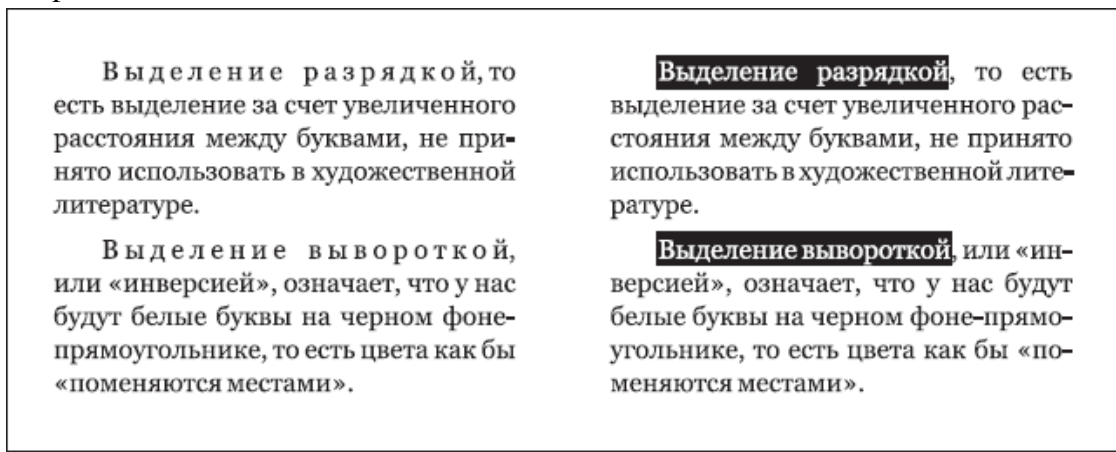 Выделение разрядкой, то
есть выделение за счет увеличенного
расстояния между буквами, не при-
нято использовать в художественной
литературе.
Выделение вывороткой,
или «инверсией», означает, что у нас
будут белые буквы на черном фоне-
прямоугольнике, то есть цвета как бы
«поменяются местами».
Выделение разрядкой, то есть
выделение за счет увеличенного рас-
стояния между буквами, не принято
использовать в художественной лите-
ратуре.
Выделение вывороткой, или «ин-
версией», означает, что у нас будут
белые буквы на черном фоне-прямо-
угольнике, то есть цвета как бы «по-
меняются местами».